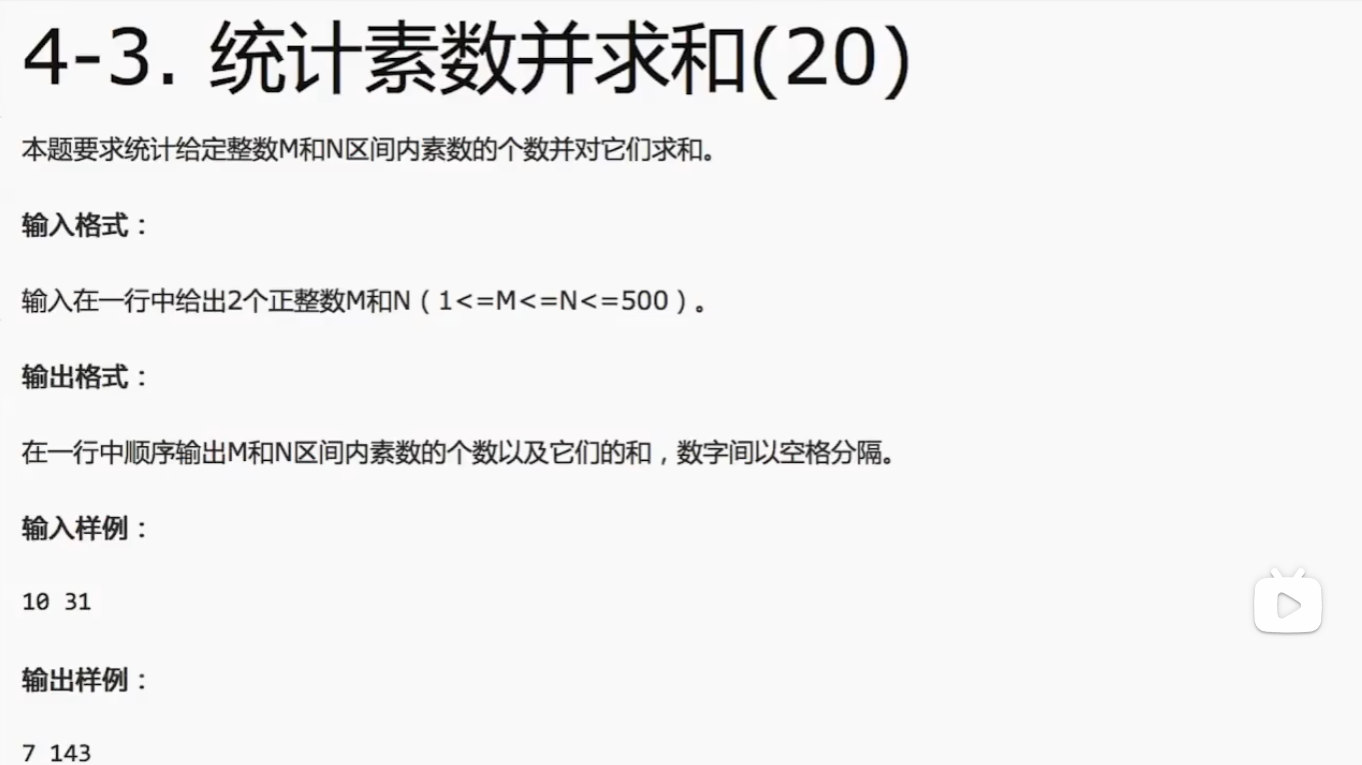 4-3. 统计素数并求和(20)
本题要求统计给定整数M和N区间内素数的个数并对它们求和。
输入格式：
输入在一行中给出2个正整数M和N（1<=M<=N<=500）。
输出格式：
在一行中顺序输出M和N区间内素数的个数以及它们的和，数字间以空格分隔。
输入样例：
10 31
输出样例：
7 143